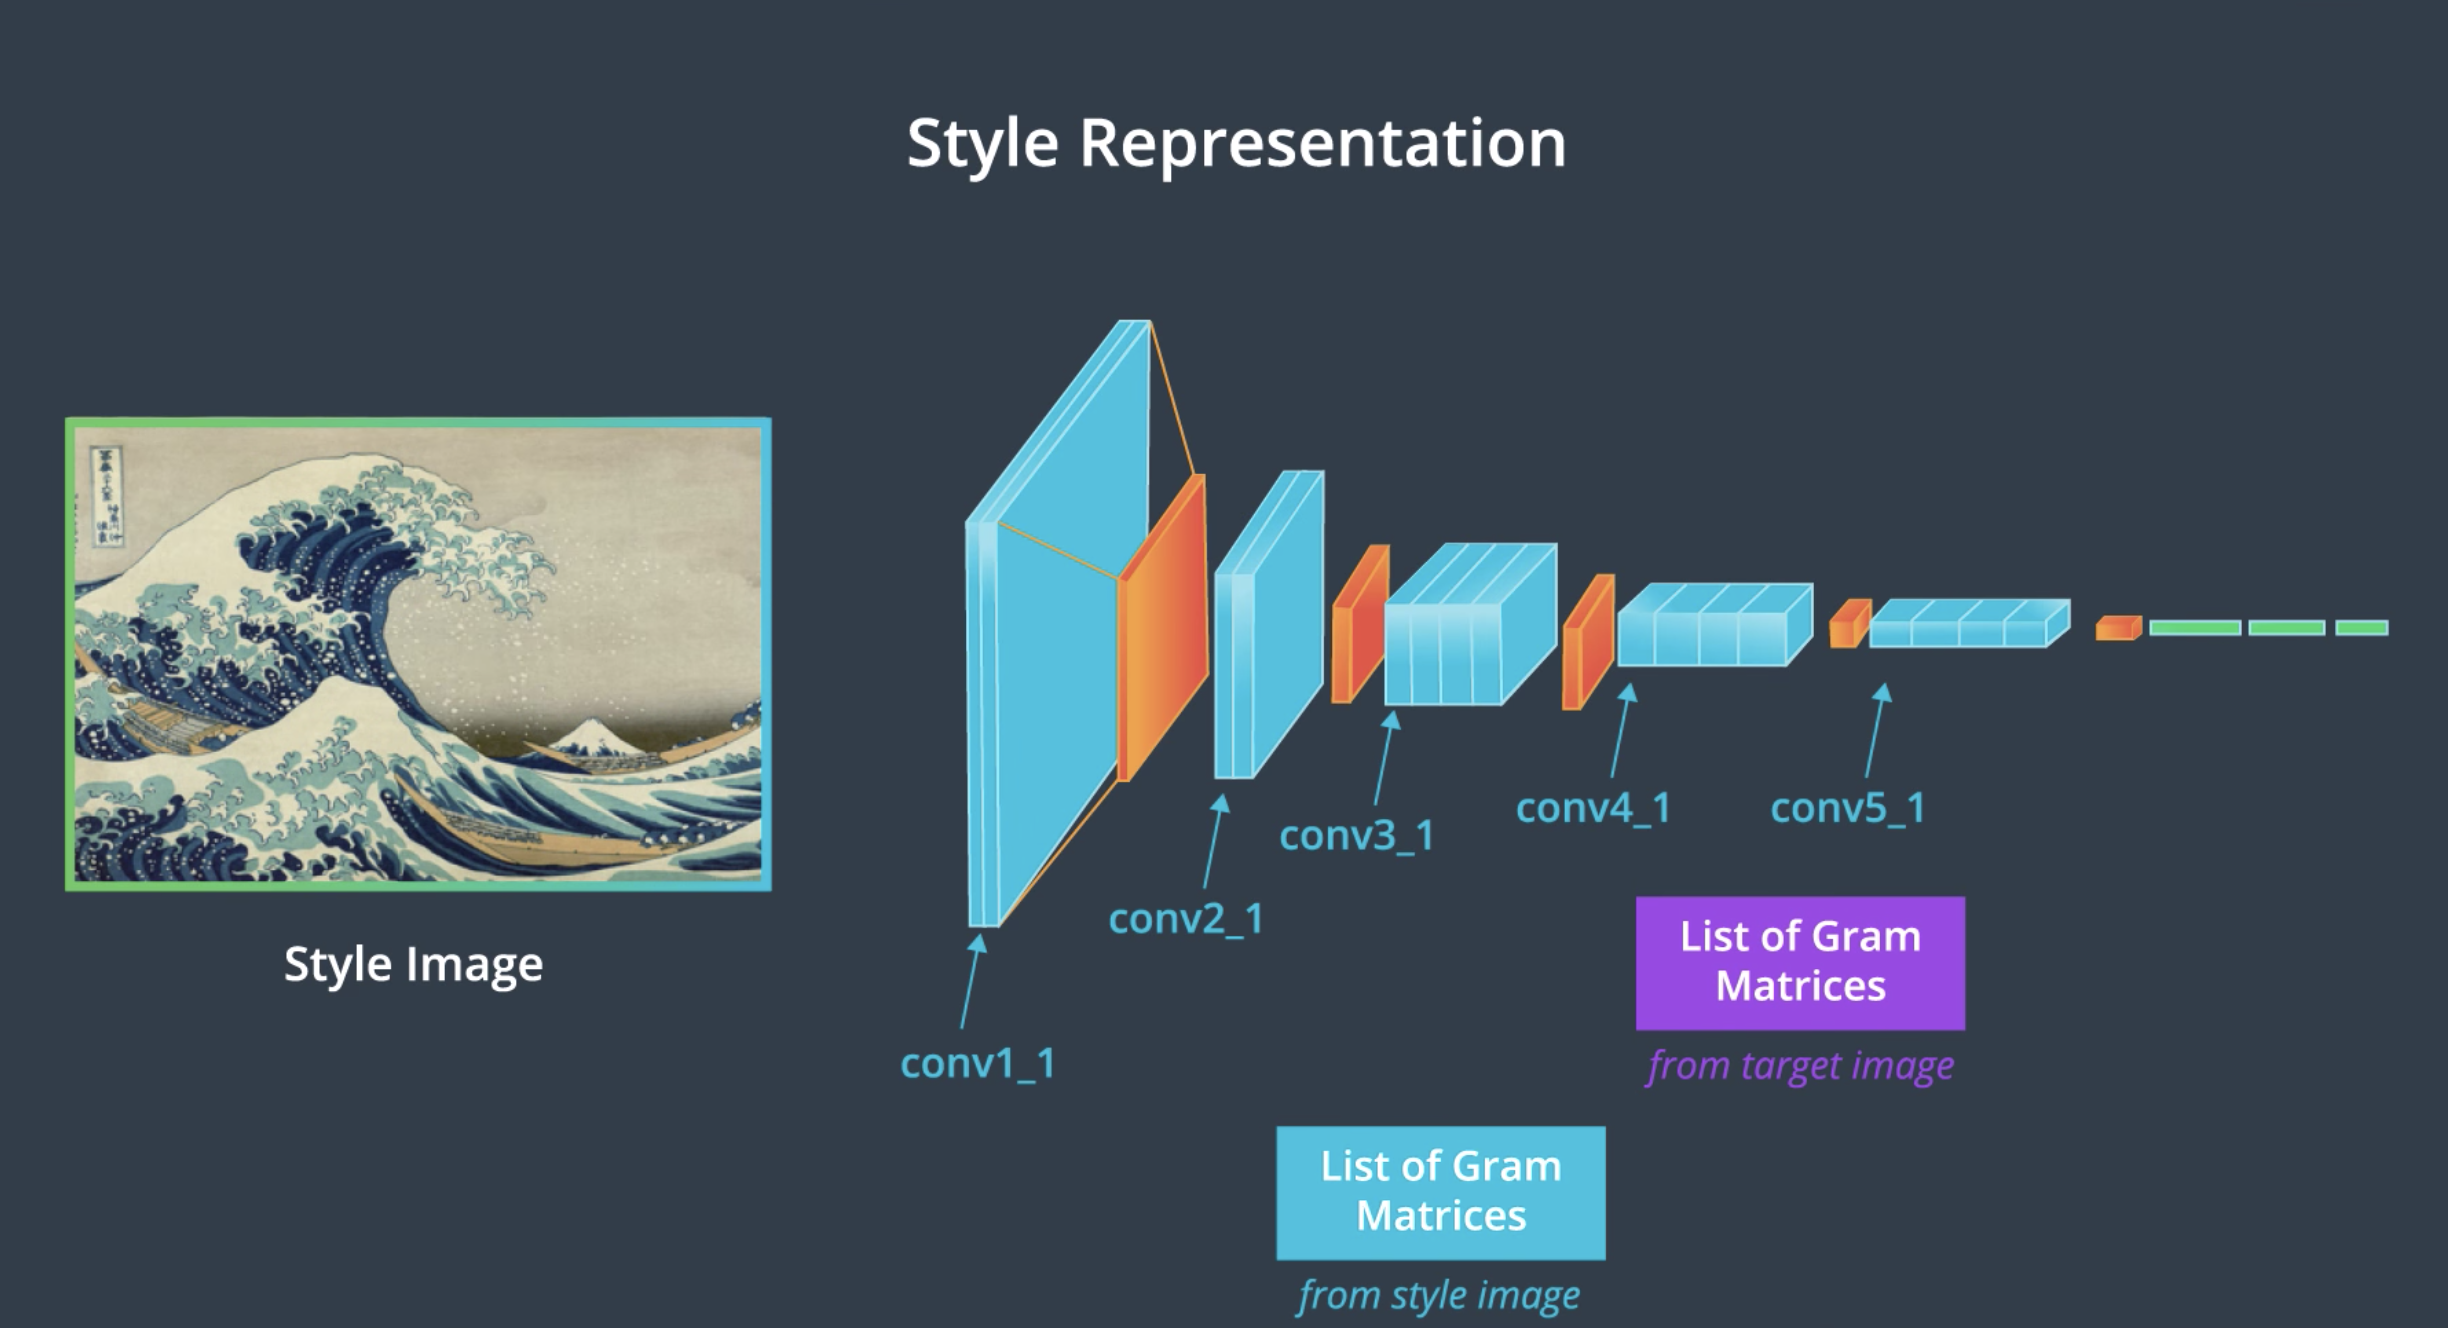 Style Representation
Style Image
conv1_1
conv2_1
conv3_1
conv4_1
conv5_1
List of Gram
Matrices
from target image
List of Gram
Matrices
from style image